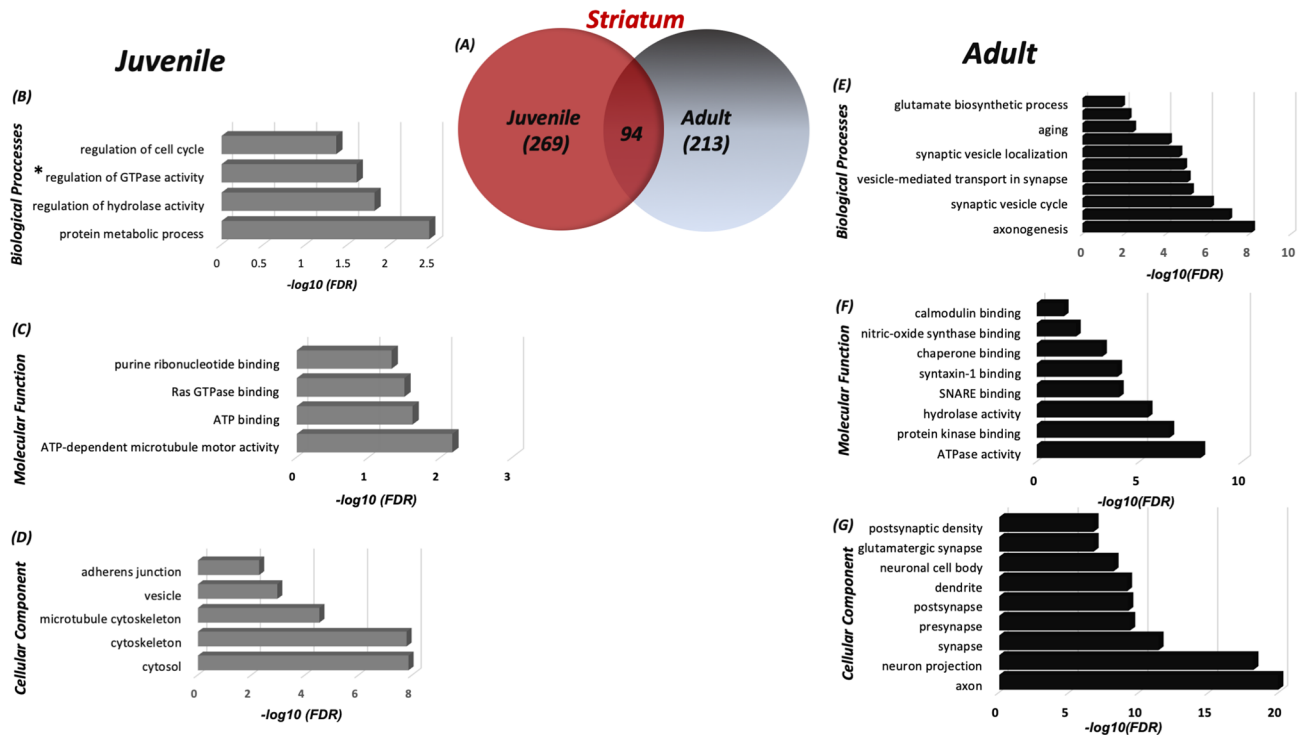 Striatum
(A)
Juvenile
(269)
94
Adult
(213)
Juvenile
(B)
Biological Proccesses
regulation of cell cycle
* regulation of GTPase activity
regulation of hydrolase activity
protein metabolic process
0 0.5 1 1.5 2 2.5
-log10 (FDR)
(C)
Molecular Function
purine ribonucleotide binding
Ras GTPase binding
ATP binding
ATP-dependent microtubule motor activity
0 1 2 3
-log10 (FDR)
(D)
Cellular Component
adherens junction
vesicle
microtubule cytoskeleton
cytoskeleton
cytosol
0 2 4 6 8
-log10 (FDR)
Adult
(E)
Biological Processes
glutamate biosynthetic process
aging
synaptic vesicle localization
vesicle-mediated transport in synapse
synaptic vesicle cycle
axonogenesis
0 2 4 6 8 10
-log10(FDR)
(F)
Molecular Function
calmodulin binding
nitric-oxide synthase binding
chaperone binding
syntaxin-1 binding
SNARE binding
hydrolase activity
protein kinase binding
ATPase activity
0 5 10
-log10(FDR)
(G)
Cellular Component
postsynaptic density
glutamatergic synapse
neuronal cell body
dendrite
postsynapse
presynapse
synapse
neuron projection
axon
0 5 10 15 20
-log10(FDR)